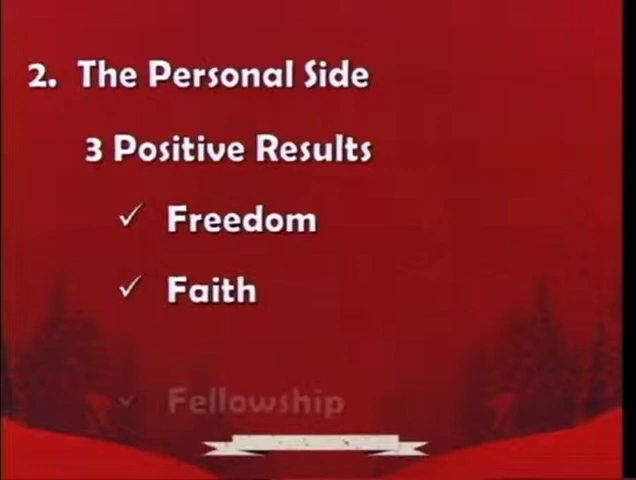 2. The Personal Side
3 Positive Results
✓ Freedom
✓ Faith
✓ Fellowship